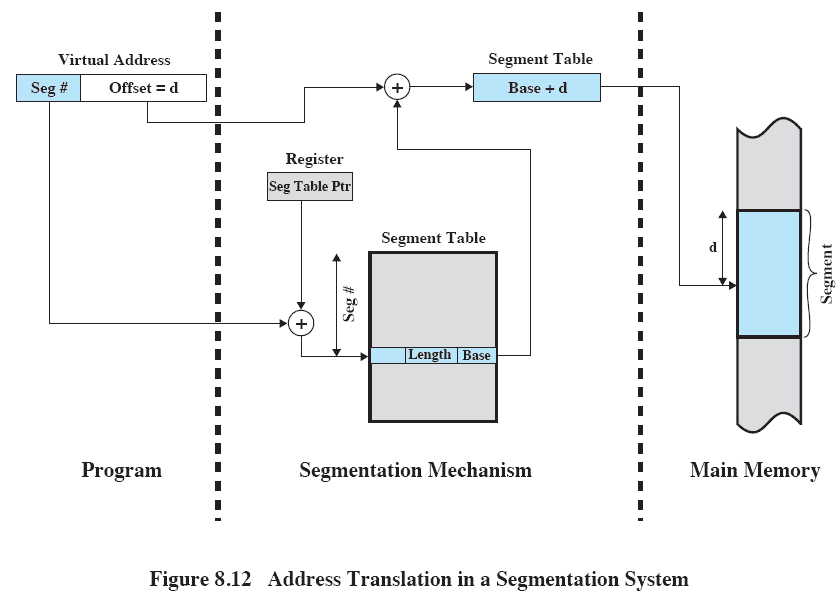 Virtual Address
Seg #
Offset = d
+
Segment Table
Base + d
Register
Seg Table Ptr
Segment Table
Seg #
+
Length
Base
d
Segment
Program
Segmentation Mechanism
Main Memory
Figure 8.12 Address Translation in a Segmentation System